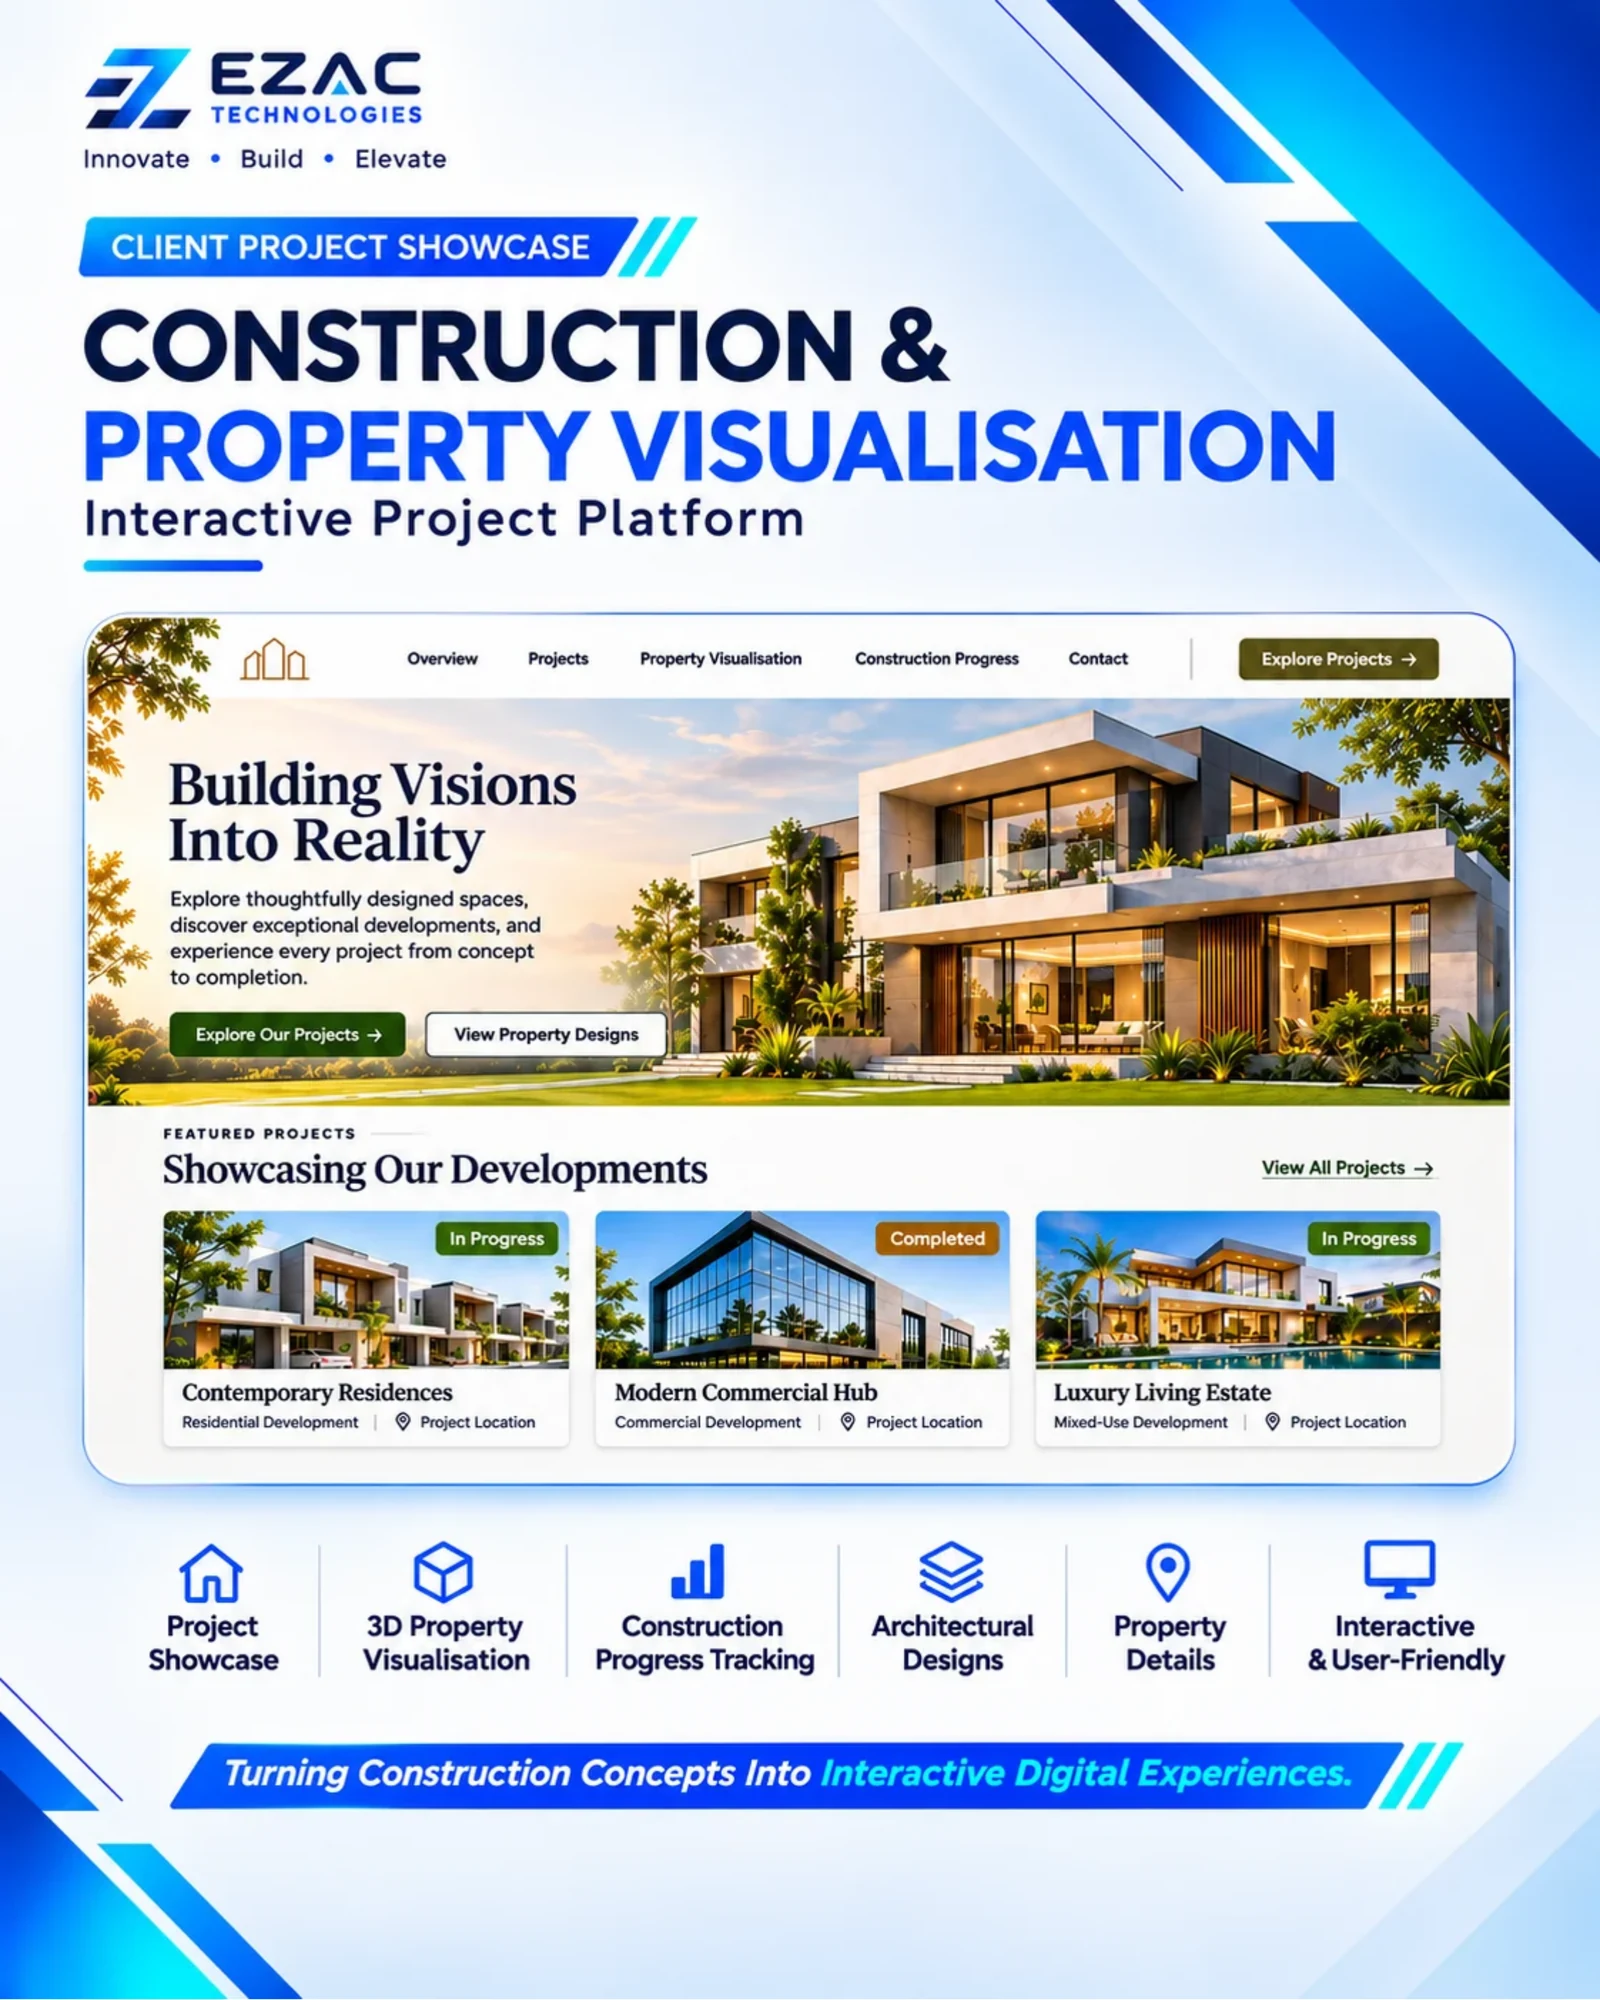 EZAC
TECHNOLOGIES
Innovate • Build • Elevate
CLIENT PROJECT SHOWCASE
CONSTRUCTION &
PROPERTY VISUALISATION
Interactive Project Platform
Overview Projects Property Visualisation Construction Progress Contact Explore Projects →
Building Visions
Into Reality
Explore thoughtfully designed spaces,
discover exceptional developments, and
experience every project from concept
to completion.
Explore Our Projects → View Property Designs
FEATURED PROJECTS
Showcasing Our Developments
View All Projects →
In Progress
Contemporary Residences
Residential Development | Project Location
Completed
Modern Commercial Hub
Commercial Development | Project Location
In Progress
Luxury Living Estate
Mixed-Use Development | Project Location
Project
Showcase
3D Property
Visualisation
Construction
Progress Tracking
Architectural
Designs
Property
Details
Interactive
& User-Friendly
Turning Construction Concepts Into Interactive Digital Experiences.